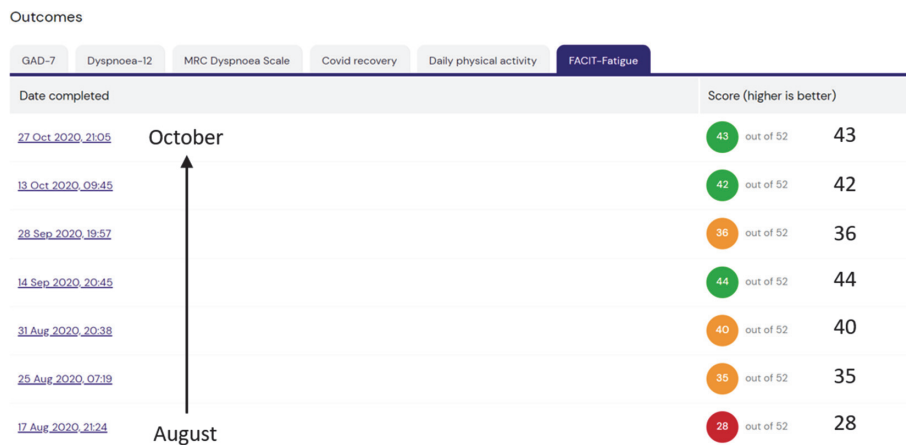 Outcomes
GAD-7 Dyspnoea-12 MRC Dyspnoea Scale Covid recovery Daily physical activity FACIT-Fatigue
Date completed Score (higher is better)
27 Oct 2020, 21:05 October 43 out of 52 43
13 Oct 2020, 09:45 42 out of 52 42
28 Sep 2020, 19:57 36 out of 52 36
14 Sep 2020, 20:45 44 out of 52 44
31 Aug 2020, 20:38 40 out of 52 40
25 Aug 2020, 07:19 35 out of 52 35
17 Aug 2020, 21:24 August 28 out of 52 28